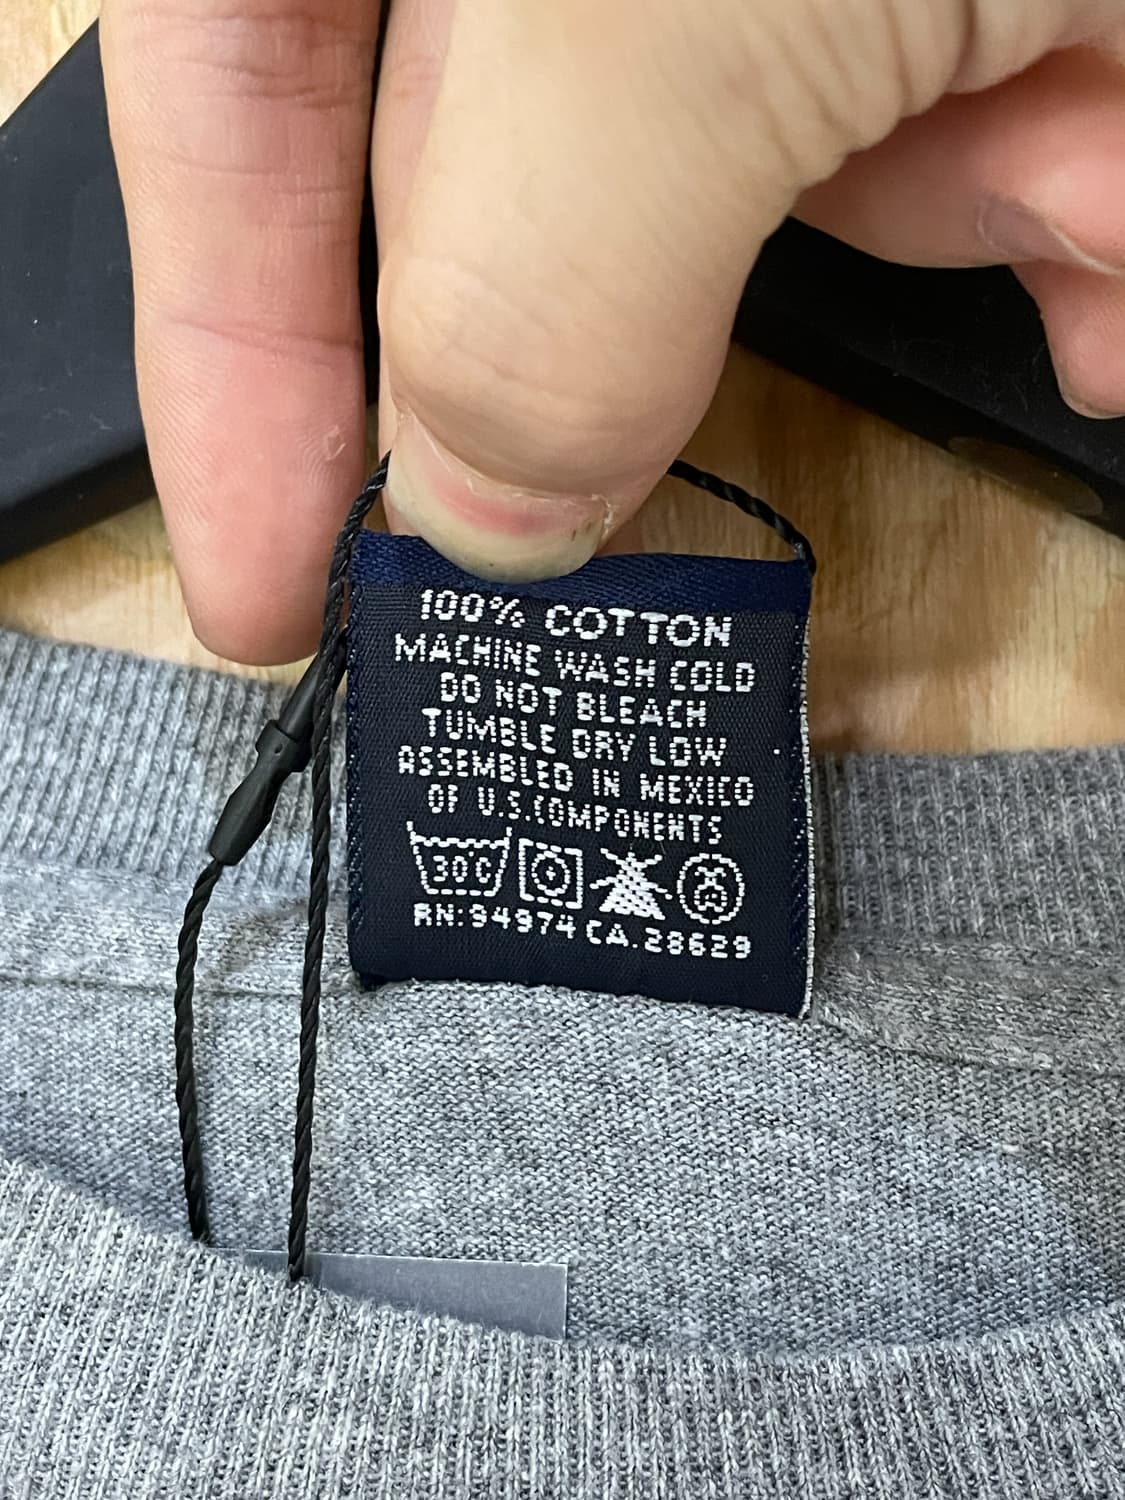 100% COTTON
MACHINE WASH COLD
DO NOT BLEACH
TUMBLE DRY LOW
ASSEMBLED IN MEXICO
OF U.S.COMPONENTS
30°C
RN:94974 CA.28629